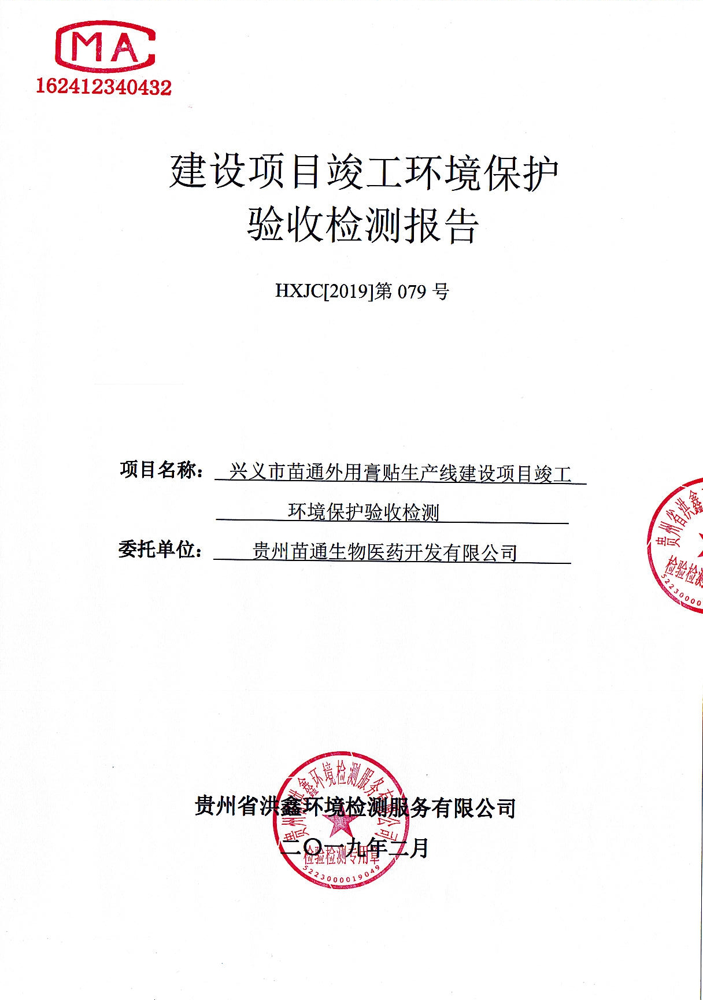 MA
162412340432
建设项目竣工环境保护
验收检测报告
HXJC[2019]第 079 号
项目名称： 兴义市苗通外用膏贴生产线建设项目竣工
环境保护验收检测
委托单位： 贵州苗通生物医药开发有限公司
贵州省洪鑫
检验检测
52230000
贵州省洪鑫环境检测服务有限公司
二〇一九年二月
贵州省洪鑫环境检测服务有限公司
检验检测专用章
5223000019049